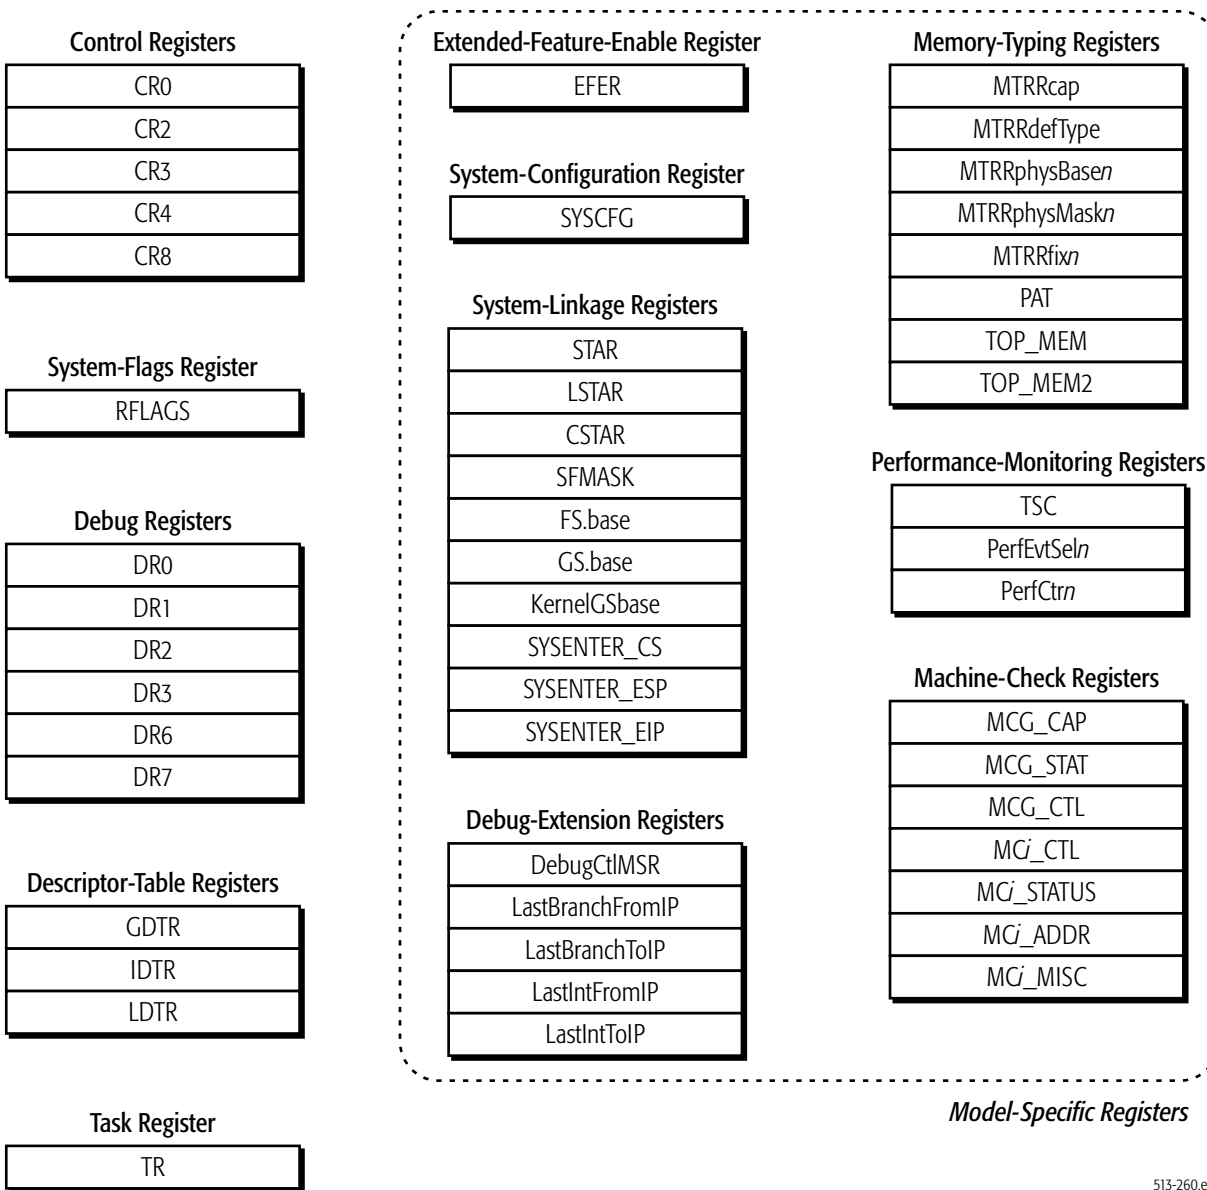 Control Registers
CR0
CR2
CR3
CR4
CR8
System-Flags Register
RFLAGS
Debug Registers
DR0
DR1
DR2
DR3
DR6
DR7
Descriptor-Table Registers
GDTR
IDTR
LDTR
Task Register
TR
Extended-Feature-Enable Register
EFER
System-Configuration Register
SYSCFG
System-Linkage Registers
STAR
LSTAR
CSTAR
SFMASK
FS.base
GS.base
KernelGSbase
SYSENTER_CS
SYSENTER_ESP
SYSENTER_EIP
Debug-Extension Registers
DebugCtlMSR
LastBranchFromIP
LastBranchToIP
LastIntFromIP
LastIntToIP
Memory-Typing Registers
MTRRcap
MTRRdefType
MTRRphysBasen
MTRRphysMaskn
MTRRfixn
PAT
TOP_MEM
TOP_MEM2
Performance-Monitoring Registers
TSC
PerfEvtSeln
PerfCtrn
Machine-Check Registers
MCG_CAP
MCG_STAT
MCG_CTL
MCi_CTL
MCi_STATUS
MCi_ADDR
MCi_MISC
Model-Specific Registers
513-260.e